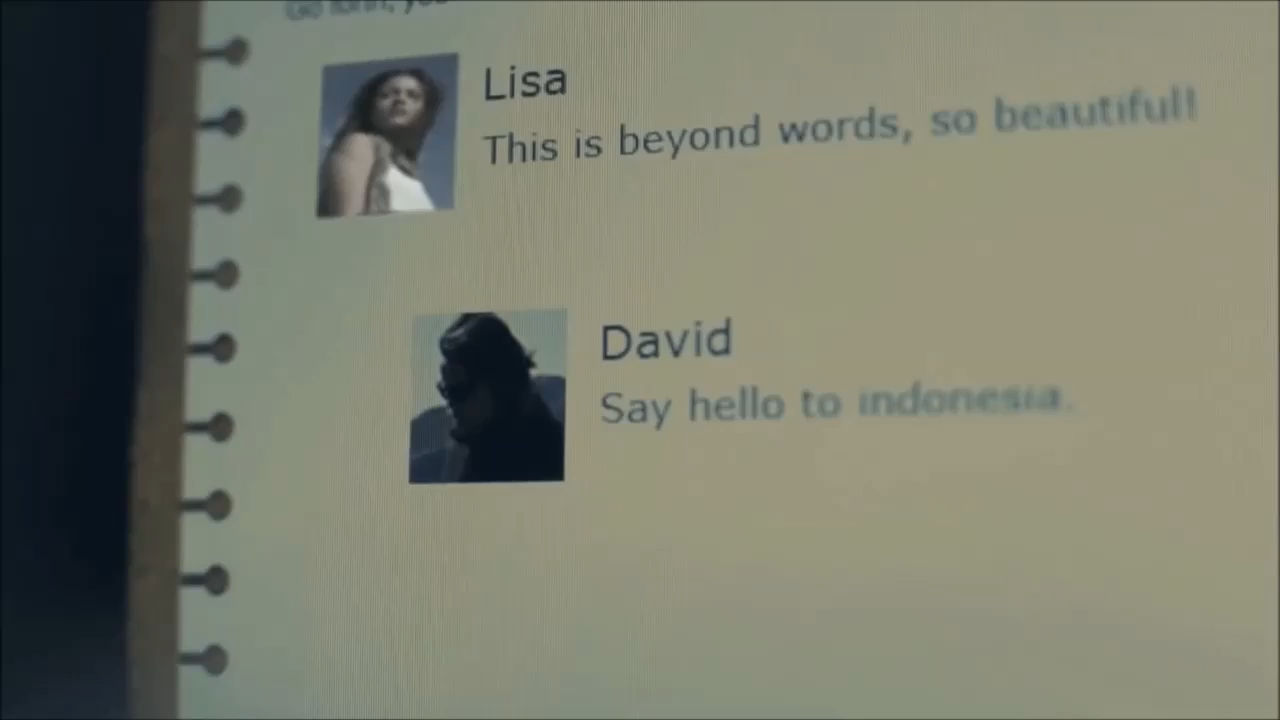 Lisa
This is beyond words, so beautiful!
David
Say hello to indonesia.